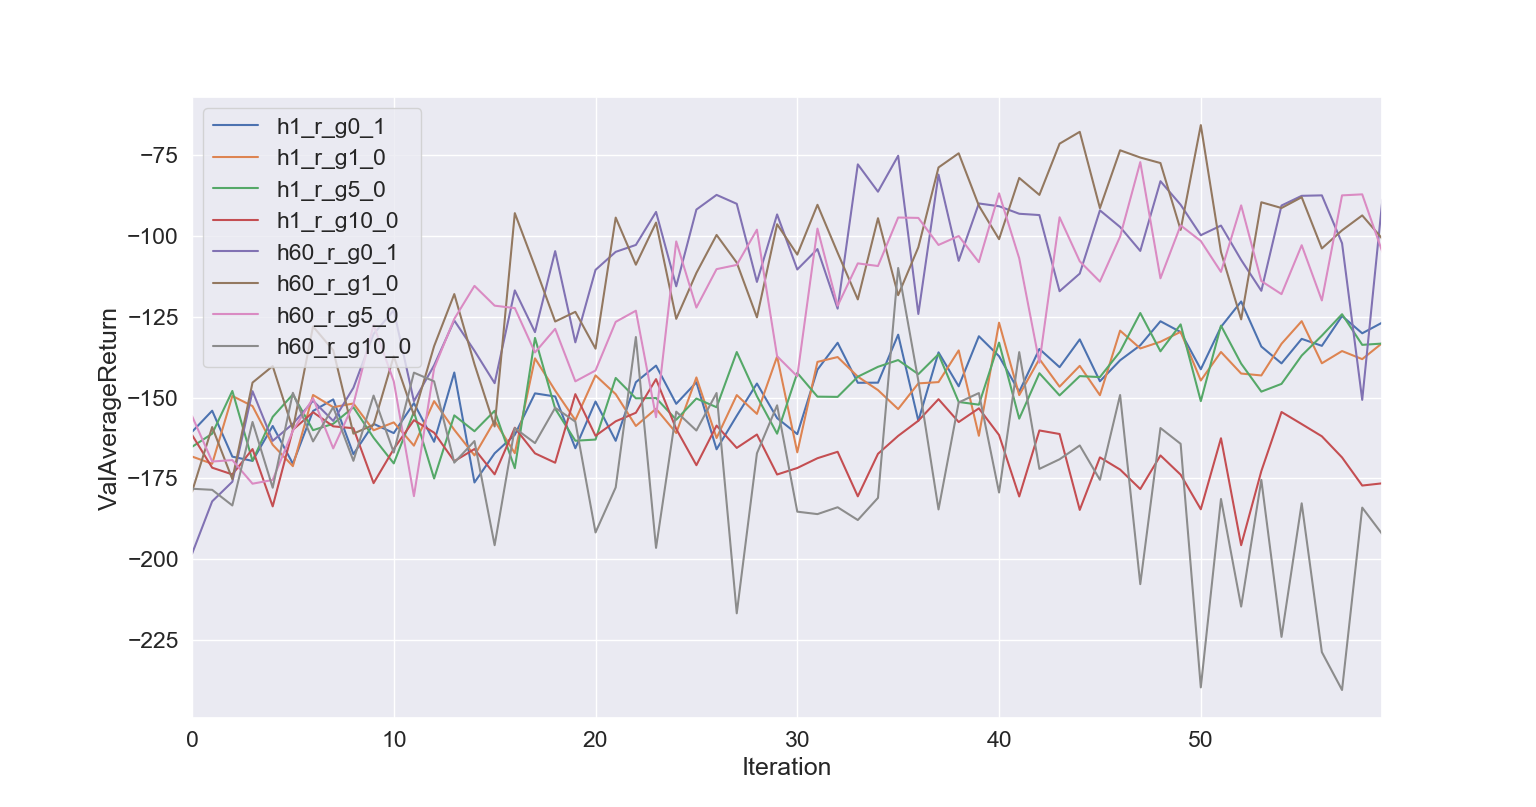 h1_r_g0_1
h1_r_g1_0
h1_r_g5_0
h1_r_g10_0
h60_r_g0_1
h60_r_g1_0
h60_r_g5_0
h60_r_g10_0
−75
−100
−125
−150
−175
−200
−225
ValAverageReturn
0 10 20 30 40 50
Iteration